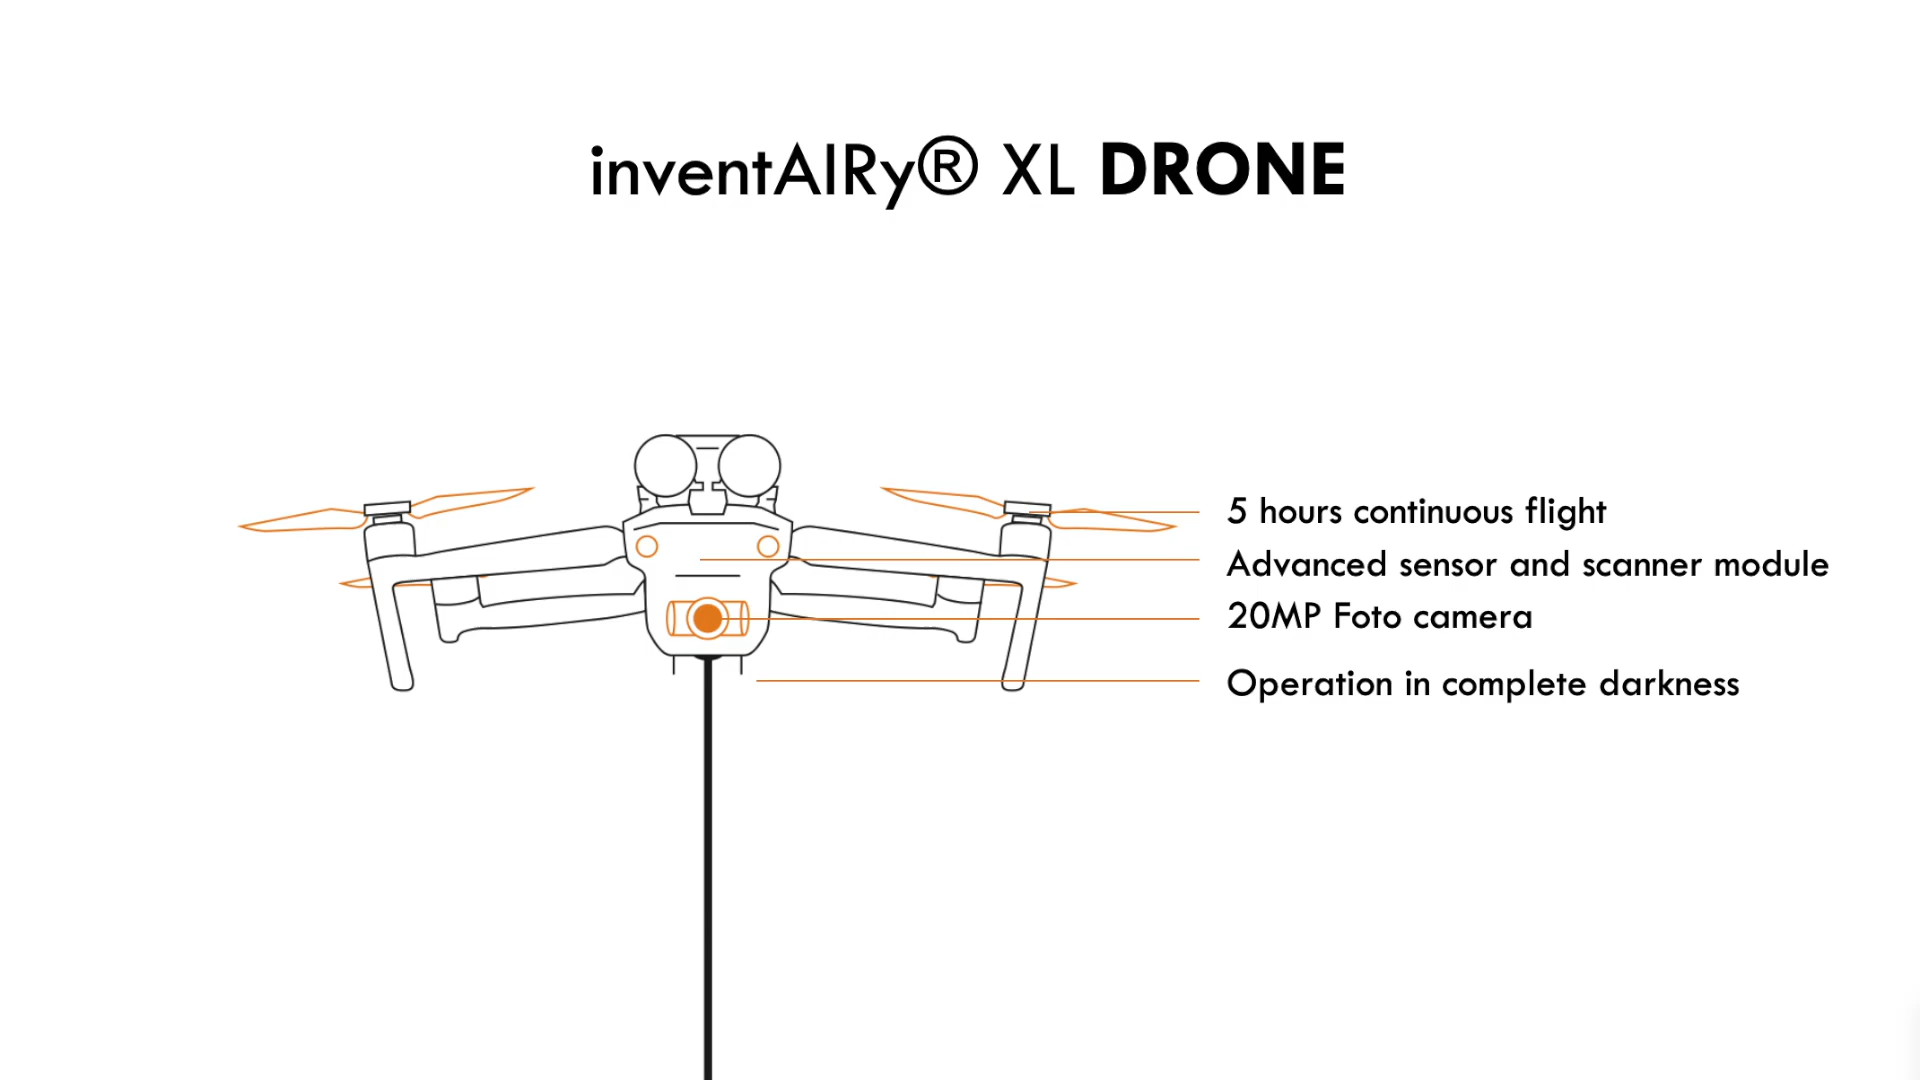 inventAIRy® XL DRONE
5 hours continuous flight
Advanced sensor and scanner module
20MP Foto camera
Operation in complete darkness